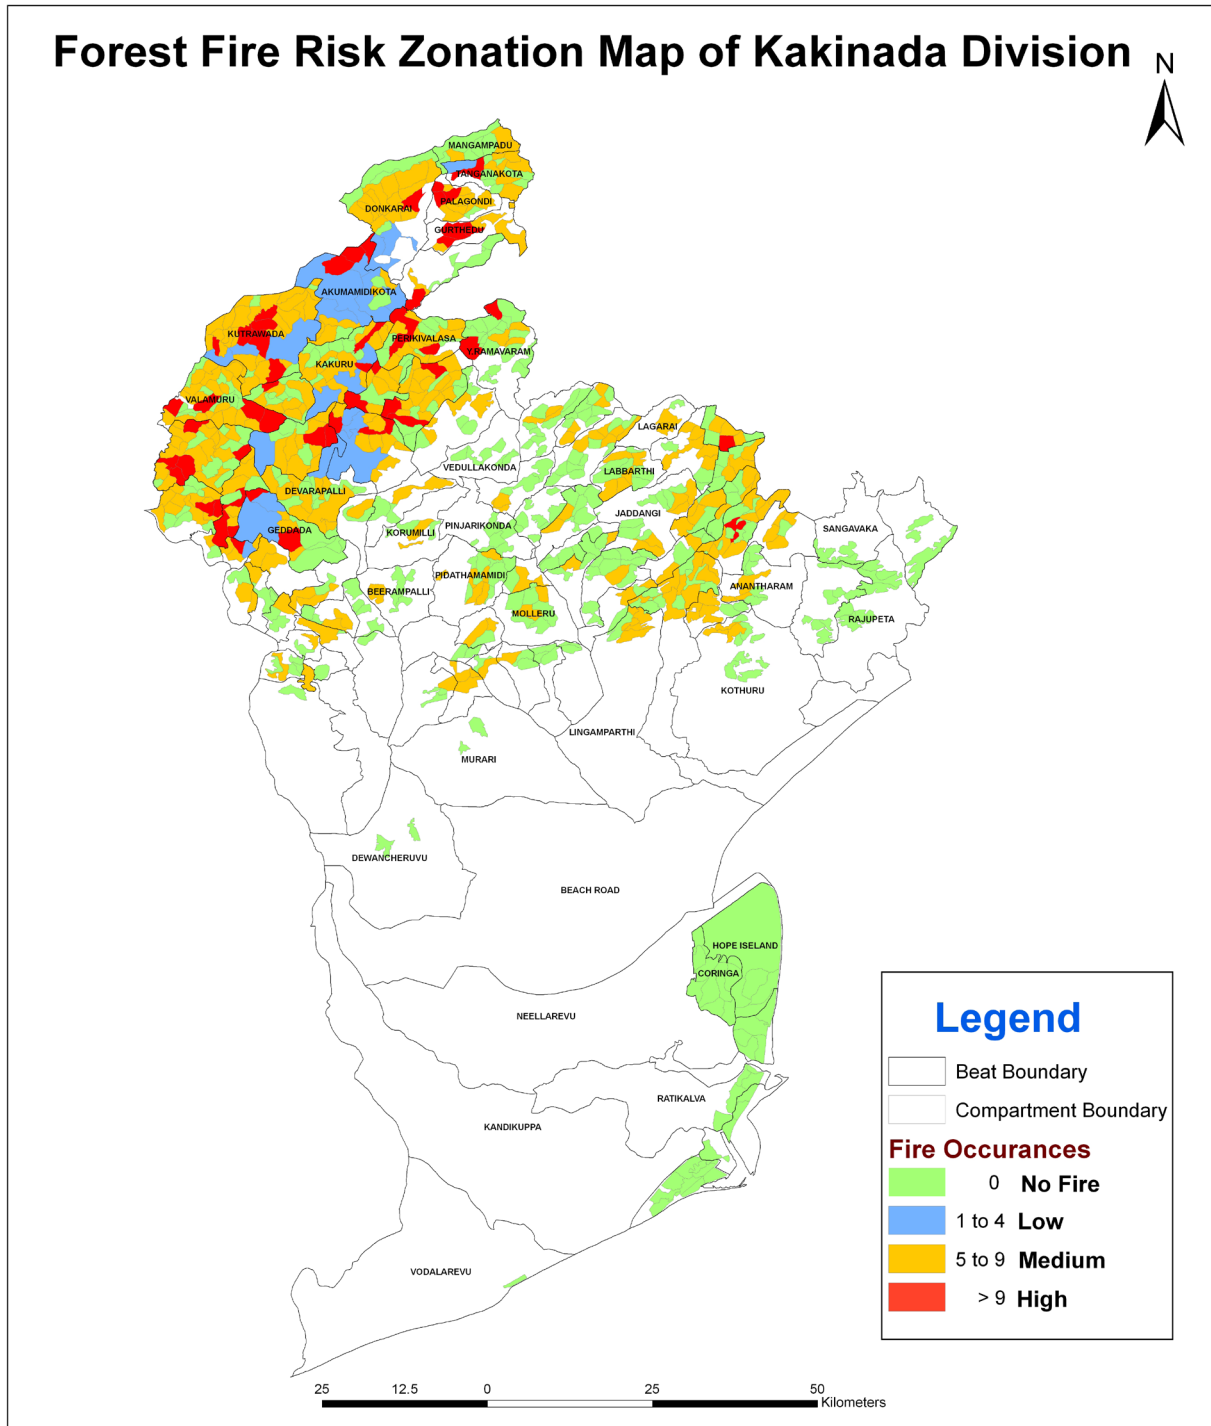 Forest Fire Risk Zonation Map of Kakinada Division
N
MANGAMPADU
TANGANAKOTA
PALAGONDI
DONKARAI
GURTHEDU
AKUMAMIDIKOTA
KUTRAWADA
PERIKIVALASA
Y.RAMAVARAM
KAKURU
VALAMURU
LAGARAI
VEDULLAKONDA
LABBARTHI
DEVARAPALLI
JADDANGI
GEDDADA
KORUMILLI
PINJARIKONDA
SANGAVAKA
PIDATHAMAMIDI
BEERAMPALLI
ANANTHARAM
MOLLERU
RAJUPETA
KOTHURU
LINGAMPARTHI
MURARI
DEWANCHERUVU
BEACH ROAD
HOPE ISELAND
CORINGA
NEELLAREVU
RATIKALVA
KANDIKUPPA
VODALAREVU
Legend
Beat Boundary
Compartment Boundary
Fire Occurances
0 No Fire
1 to 4 Low
5 to 9 Medium
> 9 High
25 12.5 0 25 50
Kilometers